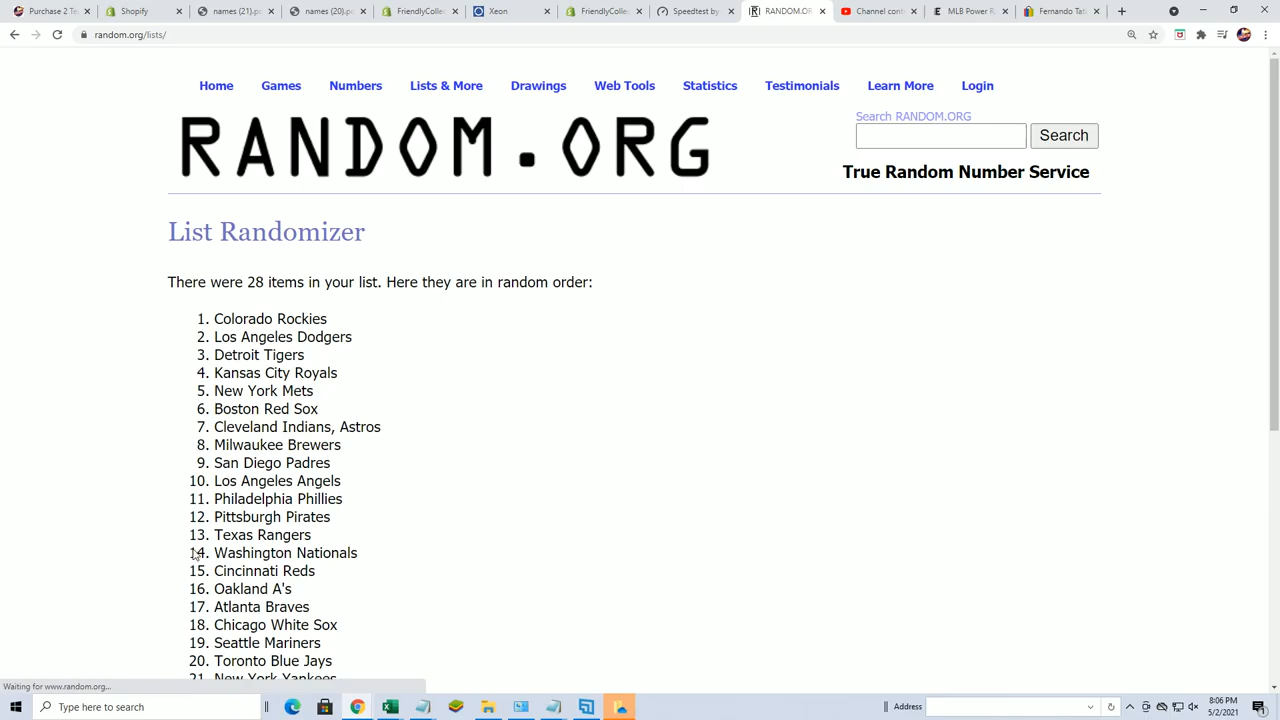 Purchase 2 Te
Shopify
names (21).p
names (20).p
FriendlyColle
Xeon
FriendlyColle
Speedtest by
RANDOM.OR
Channel cont
MLB Power R
Fernando Tat
random.org/lists/
Home
Games
Numbers
Lists & More
Drawings
Web Tools
Statistics
Testimonials
Learn More
Login
RANDOM.ORG
Search RANDOM.ORG
Search
True Random Number Service
List Randomizer
There were 28 items in your list. Here they are in random order:
1. Colorado Rockies
2. Los Angeles Dodgers
3. Detroit Tigers
4. Kansas City Royals
5. New York Mets
6. Boston Red Sox
7. Cleveland Indians, Astros
8. Milwaukee Brewers
9. San Diego Padres
10. Los Angeles Angels
11. Philadelphia Phillies
12. Pittsburgh Pirates
13. Texas Rangers
14. Washington Nationals
15. Cincinnati Reds
16. Oakland A's
17. Atlanta Braves
18. Chicago White Sox
19. Seattle Mariners
20. Toronto Blue Jays
21. New York Yankees
Waiting for www.random.org...
Type here to search
Address
8:06 PM
5/2/2021